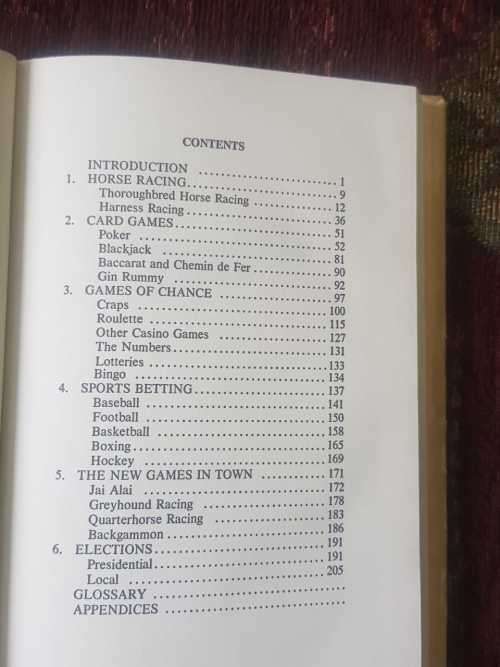 CONTENTS
INTRODUCTION .......................... 1
1. HORSE RACING.......................... 9
Thoroughbred Horse Racing .............. 12
Harness Racing.......................... 36
2. CARD GAMES.......................... 51
Poker .......................... 52
Blackjack .......................... 81
Baccarat and Chemin de Fer.............. 90
Gin Rummy .......................... 92
3. GAMES OF CHANCE .................... 97
Craps .......................... 100
Roulette .......................... 115
Other Casino Games .................... 127
The Numbers.......................... 131
Lotteries .......................... 133
Bingo .......................... 134
4. SPORTS BETTING........................ 137
Baseball .......................... 141
Football .......................... 150
Basketball .......................... 158
Boxing.......................... 165
Hockey .......................... 169
5. THE NEW GAMES IN TOWN ............ 171
Jai Alai .......................... 172
Greyhound Racing .................... 178
Quarterhorse Racing .................. 183
Backgammon.......................... 186
6. ELECTIONS.......................... 191
Presidential.......................... 191
Local .......................... 205
GLOSSARY ..........................
APPENDICES ..........................